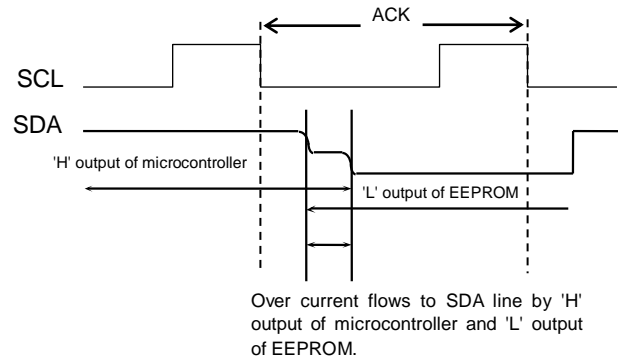 ACK
SCL
SDA
'H' output of microcontroller
'L' output of EEPROM
Over current flows to SDA line by 'H'
output of microcontroller and 'L' output
of EEPROM.